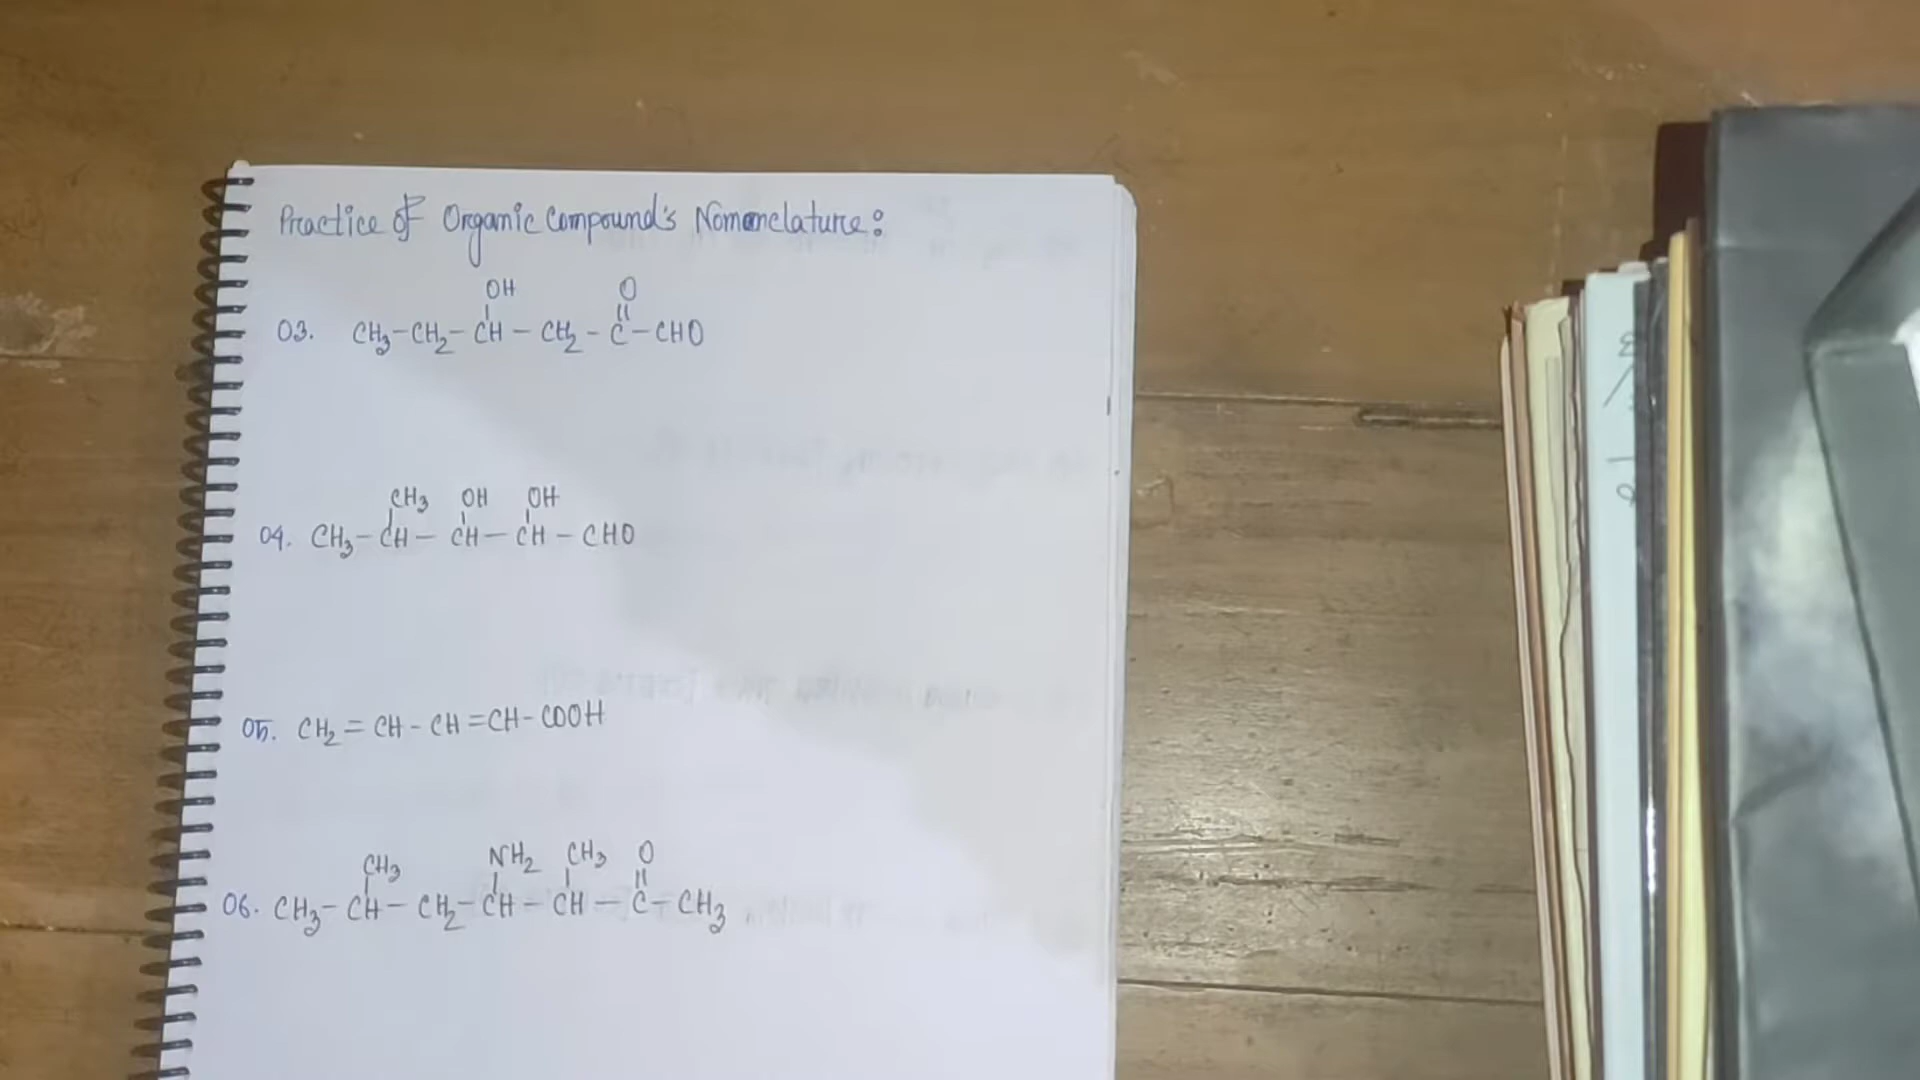 Practice of Organic Compound's Nomenclature:
OH O
03. CH3-CH2-CH-CH2-C-CHO
CH3 OH OH
04. CH3-CH-CH-CH-CHO
05. CH2=CH-CH=CH-COOH
CH3 NH2 CH3 O
06. CH3-CH-CH2-CH-CH-C-CH3